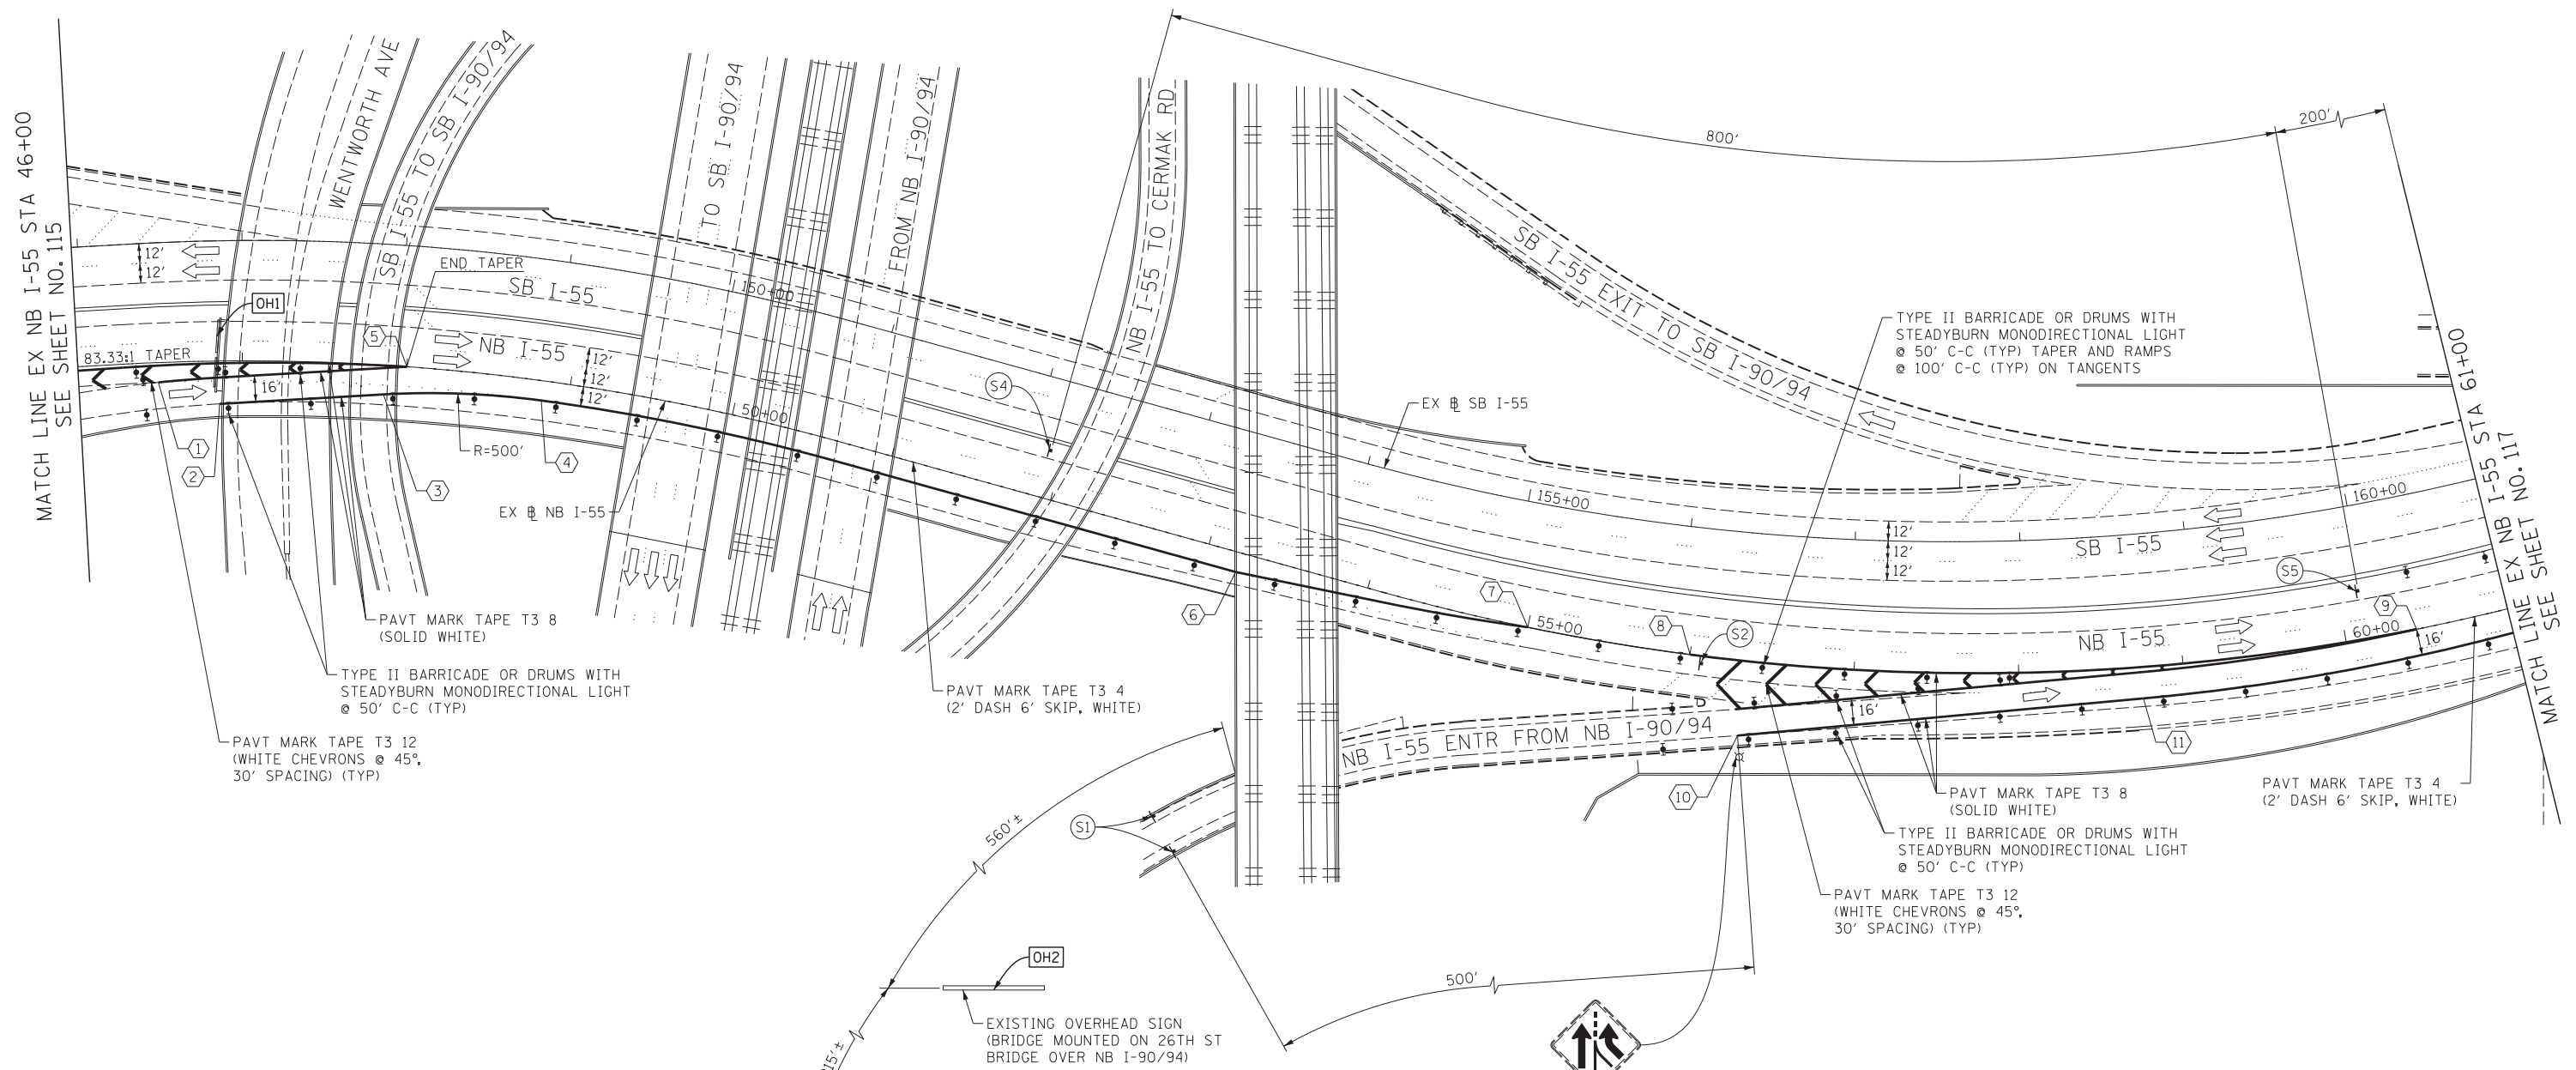 MATCH LINE EX NB I-55 STA 46+00
SEE SHEET NO. 115
WENTWORTH AVE
SB I-55 TO SB I-90/94
TO SB I-90/94
FROM NB I-90/94
NB I-55 TO CERMAK RD
800'
200'
12'
12'
OH1
END TAPER
SB I-55
150+00
5
NB I-55
83.33:1 TAPER
16'
12'
12'
12'
50+00
S4
1
2
R=500'
4
3
EX BL NB I-55
SB I-55 EXIT TO SB I-90/94
TYPE II BARRICADE OR DRUMS WITH
STEADYBURN MONODIRECTIONAL LIGHT
@ 50' C-C (TYP) TAPER AND RAMPS
@ 100' C-C (TYP) ON TANGENTS
EX BL SB I-55
155+00
160+00
12'
12'
12'
SB I-55
S5
MATCH LINE EX NB I-55 STA 61+00
SEE SHEET NO. 117
6
7
55+00
8
S2
NB I-55
60+00
9
16'
PAVT MARK TAPE T3 8
(SOLID WHITE)
TYPE II BARRICADE OR DRUMS WITH
STEADYBURN MONODIRECTIONAL LIGHT
@ 50' C-C (TYP)
PAVT MARK TAPE T3 12
(WHITE CHEVRONS @ 45°,
30' SPACING) (TYP)
PAVT MARK TAPE T3 4
(2' DASH 6' SKIP, WHITE)
NB I-55 ENTR FROM NB I-90/94
16'
11
10
PAVT MARK TAPE T3 8
(SOLID WHITE)
PAVT MARK TAPE T3 4
(2' DASH 6' SKIP, WHITE)
TYPE II BARRICADE OR DRUMS WITH
STEADYBURN MONODIRECTIONAL LIGHT
@ 50' C-C (TYP)
PAVT MARK TAPE T3 12
(WHITE CHEVRONS @ 45°,
30' SPACING) (TYP)
S1
560'±
500'
OH2
EXISTING OVERHEAD SIGN
(BRIDGE MOUNTED ON 26TH ST
BRIDGE OVER NB I-90/94)